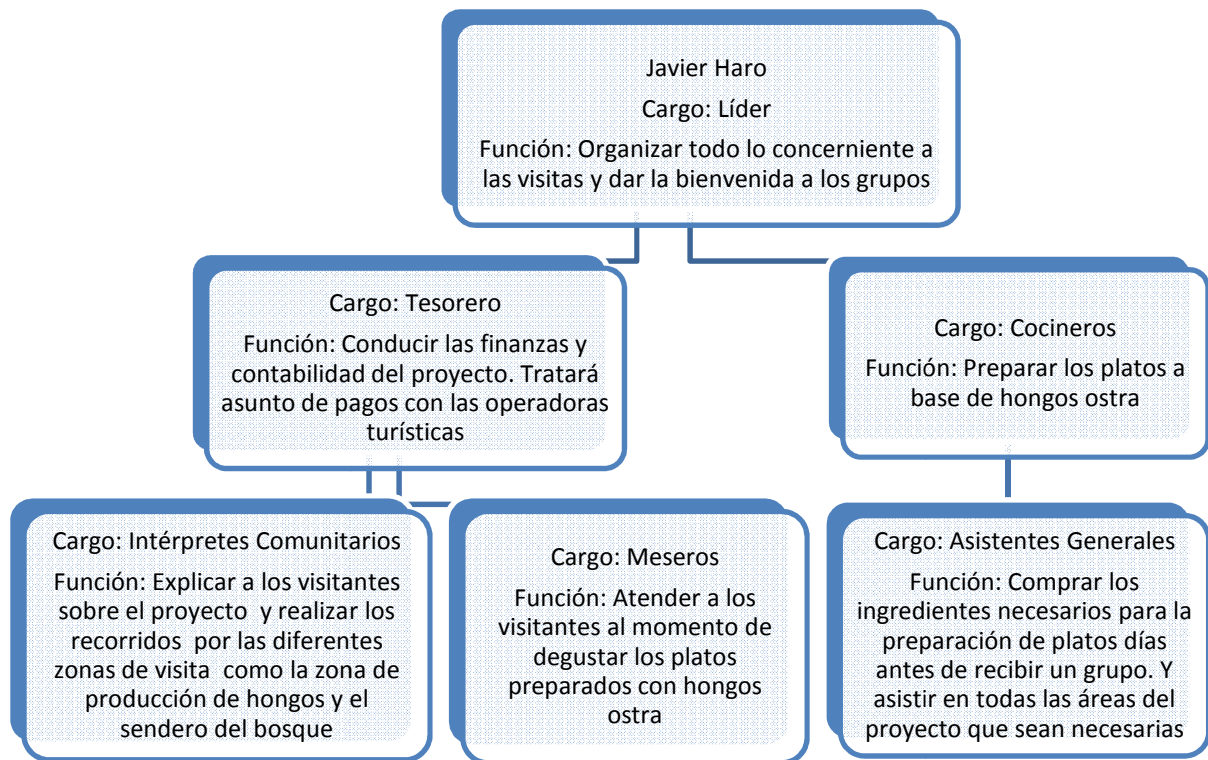 Javier Haro
Cargo: Líder
Función: Organizar todo lo concerniente a
las visitas y dar la bienvenida a los grupos
Cargo: Tesorero
Función: Conducir las finanzas y
contabilidad del proyecto. Tratará
asunto de pagos con las operadoras
turísticas
Cargo: Cocineros
Función: Preparar los platos a
base de hongos ostra
Cargo: Intérpretes Comunitarios
Función: Explicar a los visitantes
sobre el proyecto y realizar los
recorridos por las diferentes
zonas de visita como la zona de
producción de hongos y el
sendero del bosque
Cargo: Meseros
Función: Atender a los
visitantes al momento de
degustar los platos
preparados con hongos
ostra
Cargo: Asistentes Generales
Función: Comprar los
ingredientes necesarios para la
preparación de platos días
antes de recibir un grupo. Y
asistir en todas las áreas del
proyecto que sean necesarias